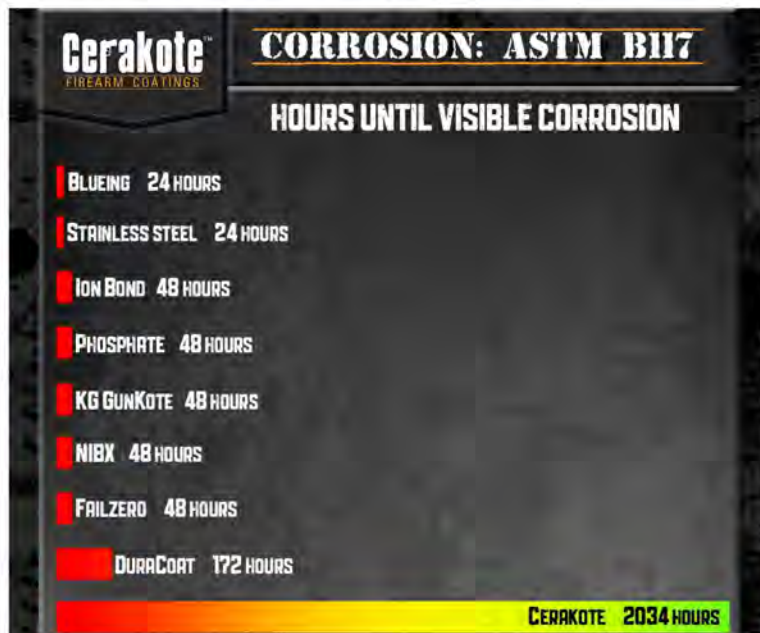 Cerakote™
FIREARM COATINGS
CORROSION: ASTM B117
HOURS UNTIL VISIBLE CORROSION
BLUEING 24 HOURS
STAINLESS STEEL 24 HOURS
ION BOND 48 HOURS
PHOSPHATE 48 HOURS
KG GUNKOTE 48 HOURS
NIBX 48 HOURS
FAILZERO 48 HOURS
DURACOAT 172 HOURS
CERAKOTE 2034 HOURS